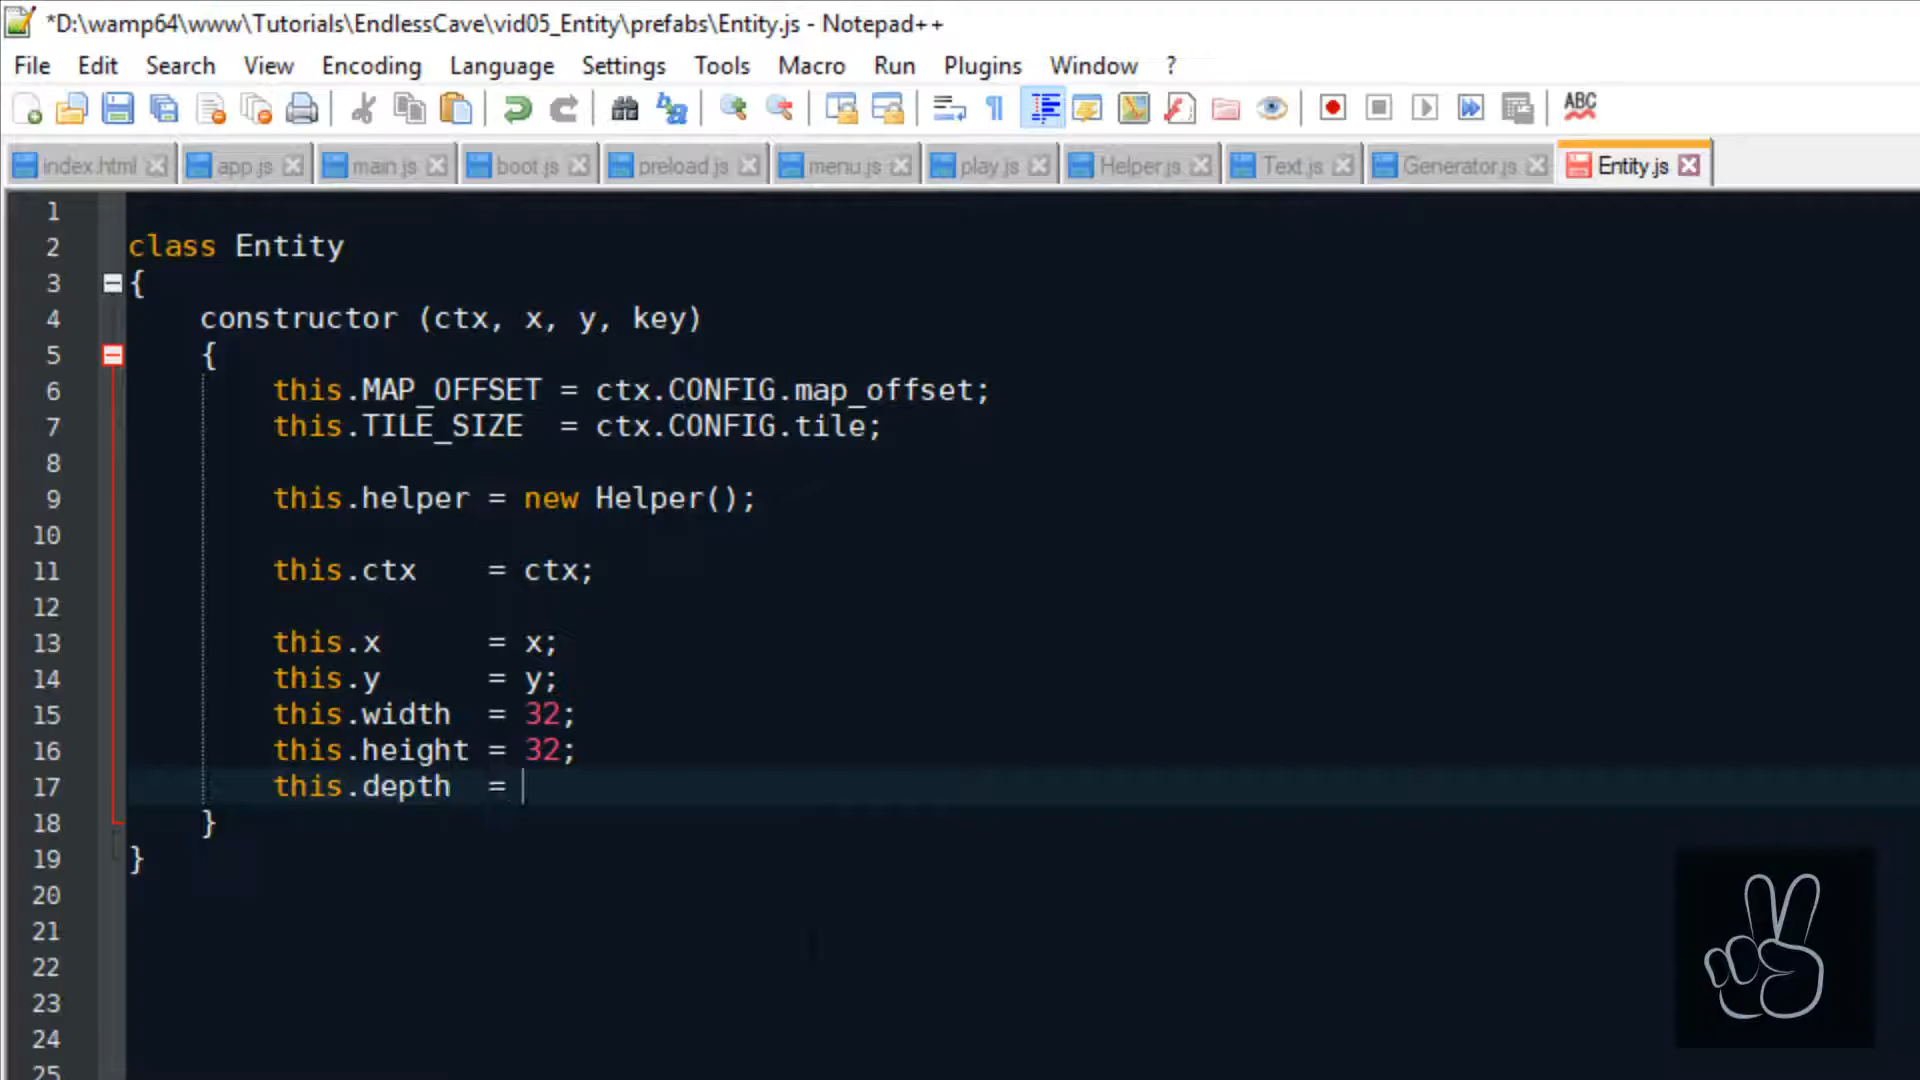 *D:\wamp64\www\Tutorials\EndlessCave\vid05_Entity\prefabs\Entity.js - Notepad++
File Edit Search View Encoding Language Settings Tools Macro Run Plugins Window ?
ABC
index.html app.js main.js boot.js preload.js menu.js play.js Helper.js Text.js Generator.js Entity.js
1
2 class Entity
3 {
4 constructor (ctx, x, y, key)
5 {
6 this.MAP_OFFSET = ctx.CONFIG.map_offset;
7 this.TILE_SIZE = ctx.CONFIG.tile;
8
9 this.helper = new Helper();
10
11 this.ctx = ctx;
12
13 this.x = x;
14 this.y = y;
15 this.width = 32;
16 this.height = 32;
17 this.depth =
18 }
19 }
20
21
22
23
24
25